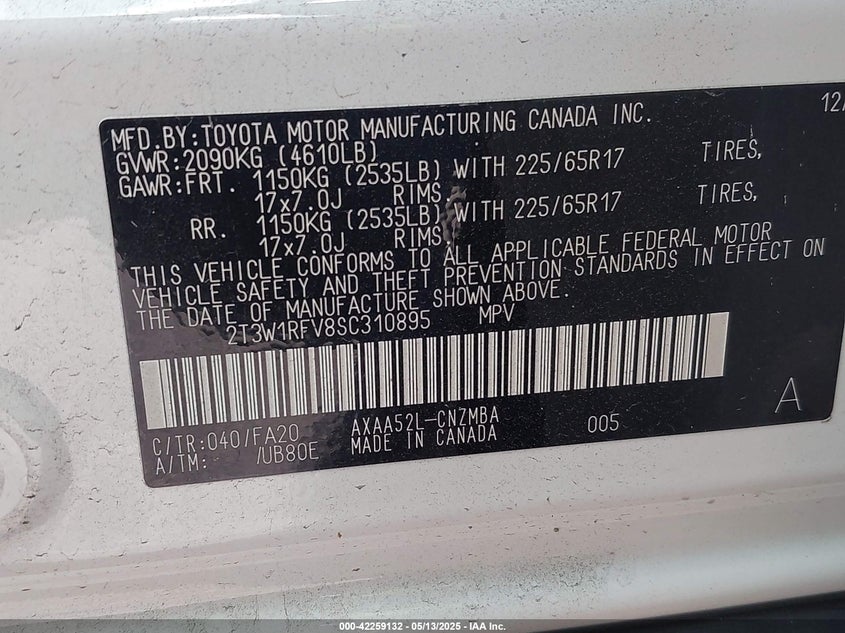 12/
MFD.BY:TOYOTA MOTOR MANUFACTURING CANADA INC.
GVWR:2090KG (4610LB)
GAWR:FRT. 1150KG (2535LB) WITH 225/65R17 TIRES,
17x7.0J RIMS,
RR. 1150KG (2535LB) WITH 225/65R17 TIRES,
17x7.0J RIMS,
THIS VEHICLE CONFORMS TO ALL APPLICABLE FEDERAL MOTOR
VEHICLE SAFETY AND THEFT PREVENTION STANDARDS IN EFFECT ON
THE DATE OF MANUFACTURE SHOWN ABOVE.
2T3W1RFV8SC310895 MPV
A
C/TR:040/FA20 AXAA52L-CNZMBA 005
A/TM: /UB80E MADE IN CANADA
000-42259132 - 05/13/2025 - IAA Inc.